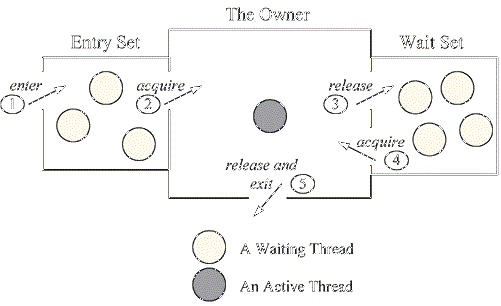 The Owner
Entry Set
Wait Set
enter
1
acquire
2
release
3
acquire
4
release and
exit
5
A Waiting Thread
An Active Thread